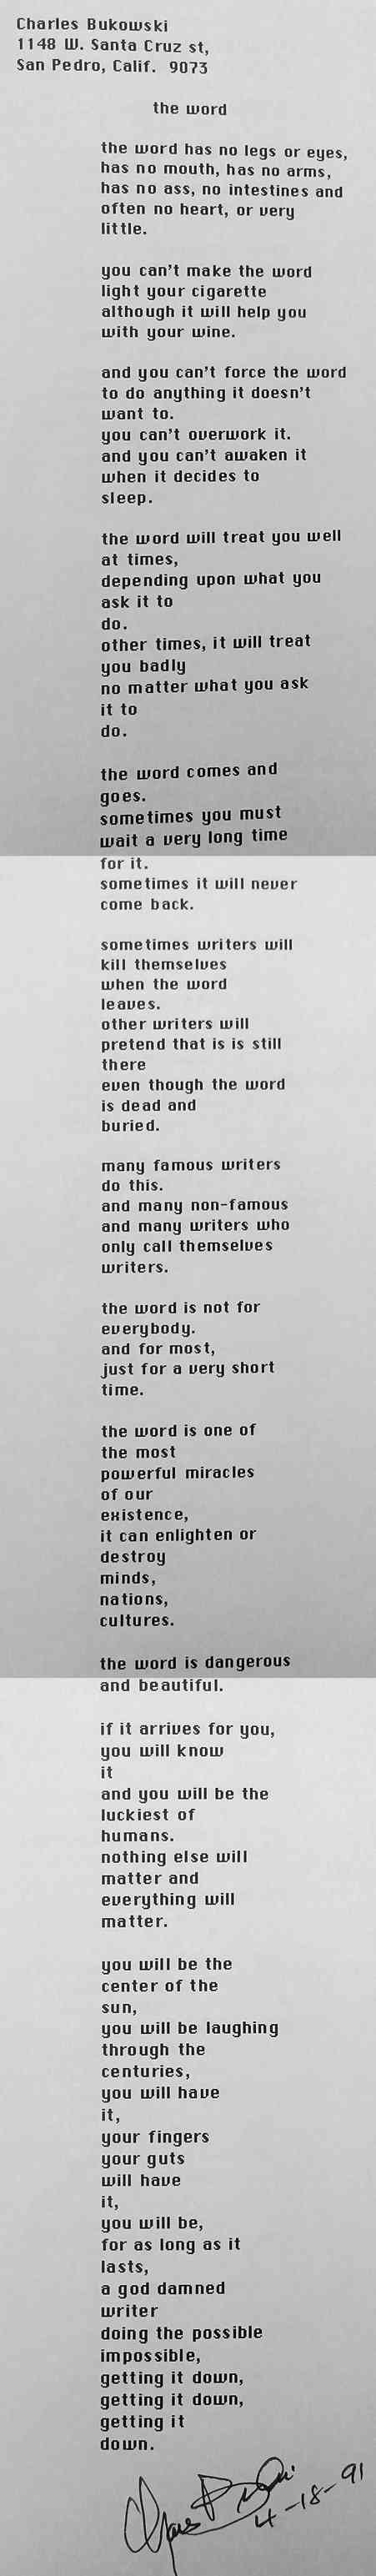 Charles Bukowski
1148 W. Santa Cruz st,
San Pedro, Calif. 9073
the word
the word has no legs or eyes,
has no mouth, has no arms,
has no ass, no intestines and
often no heart, or very
little.
you can't make the word
light your cigarette
although it will help you
with your wine.
and you can't force the word
to do anything it doesn't
want to.
you can't overwork it.
and you can't awaken it
when it decides to
sleep.
the word will treat you well
at times,
depending upon what you
ask it to
do.
other times, it will treat
you badly
no matter what you ask
it to
do.
the word comes and
goes.
sometimes you must
wait a very long time
for it.
sometimes it will never
come back.
sometimes writers will
kill themselves
when the word
leaves.
other writers will
pretend that is is still
there
even though the word
is dead and
buried.
many famous writers
do this.
and many non-famous
and many writers who
only call themselves
writers.
the word is not for
everybody.
and for most,
just for a very short
time.
the word is one of
the most
powerful miracles
of our
existence,
it can enlighten or
destroy
minds,
nations,
cultures.
the word is dangerous
and beautiful.
if it arrives for you,
you will know
it
and you will be the
luckiest of
humans.
nothing else will
matter and
everything will
matter.
you will be the
center of the
sun,
you will be laughing
through the
centuries,
you will have
it,
your fingers
your guts
will have
it,
you will be,
for as long as it
lasts,
a god damned
writer
doing the possible
impossible,
getting it down,
getting it down,
getting it
down.
4-18-91